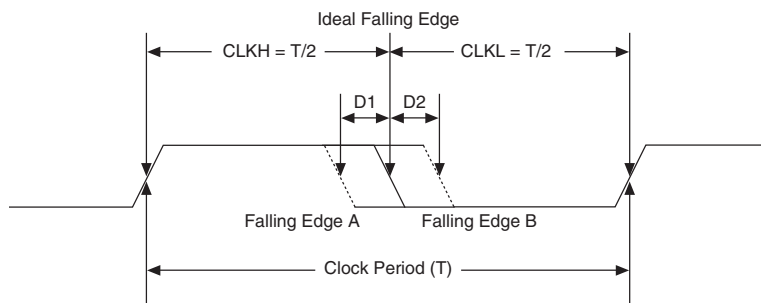 Ideal Falling Edge
CLKH = T/2
CLKL = T/2
D1
D2
Falling Edge A
Falling Edge B
Clock Period (T)